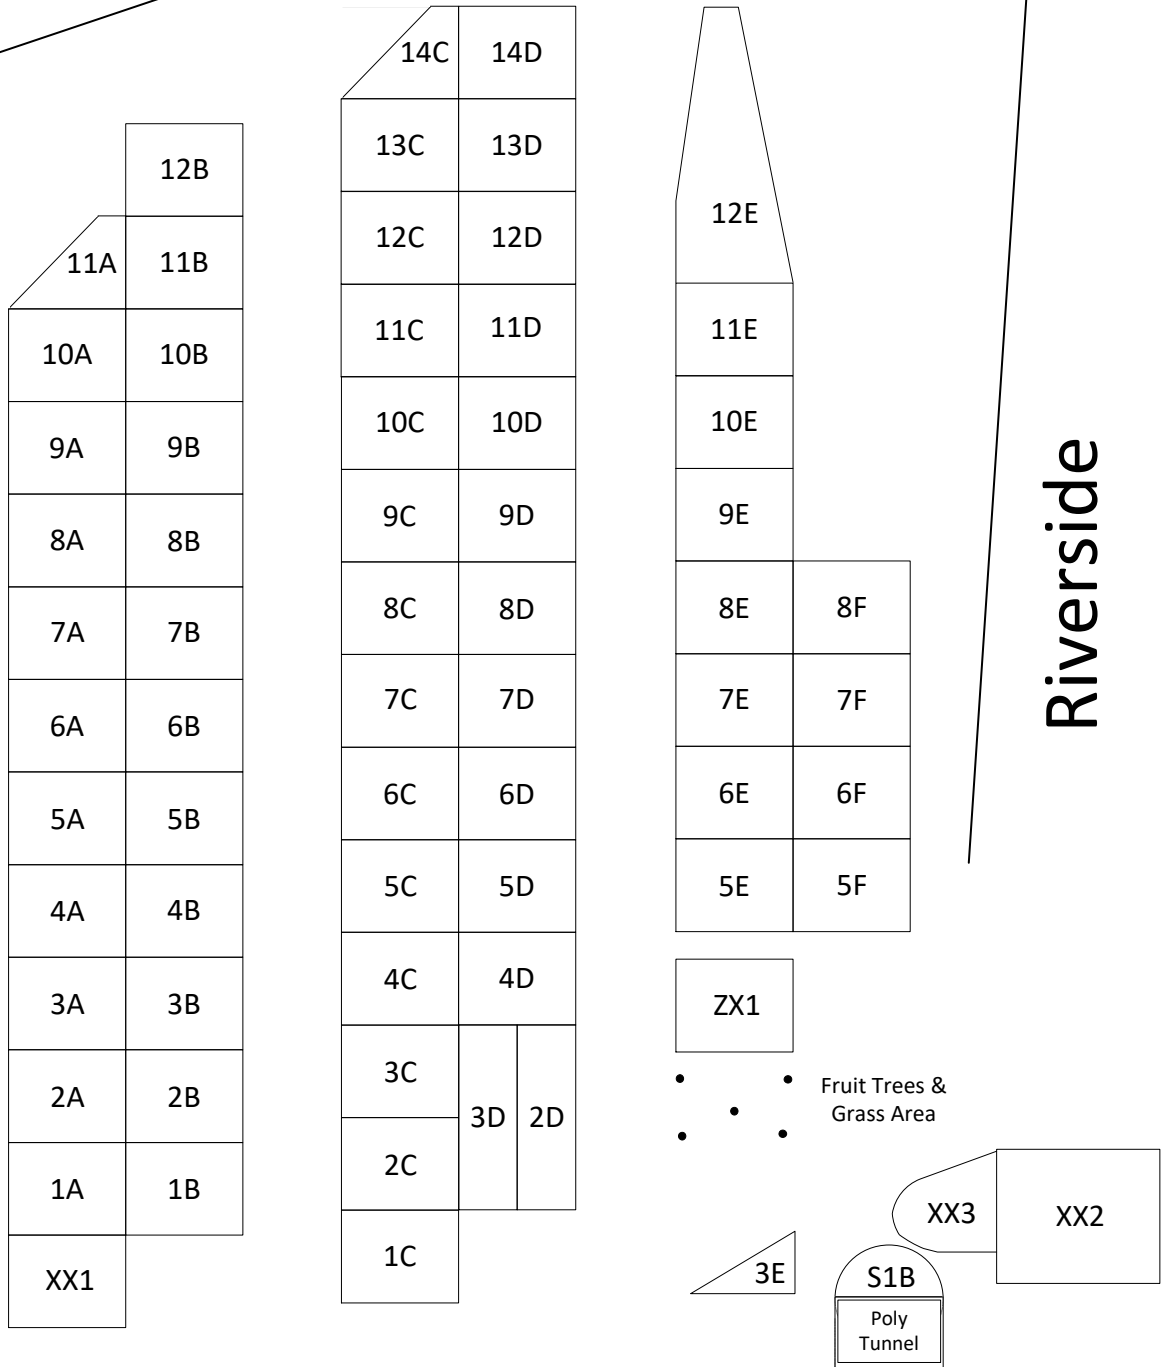 14C 14D
13C 13D
12B
12C 12D 12E
11A 11B
11C 11D 11E
10A 10B
10C 10D 10E
9A 9B
9C 9D 9E
8A 8B
8C 8D 8E 8F
7A 7B
7C 7D 7E 7F
6A 6B
6C 6D 6E 6F
5A 5B
5C 5D 5E 5F
Riverside
4A 4B
4C 4D
3A 3B
ZX1
3C
2A 2B
3D 2D
Fruit Trees &
Grass Area
2C
1A 1B
XX3 XX2
1C
XX1
3E
S1B
Poly
Tunnel